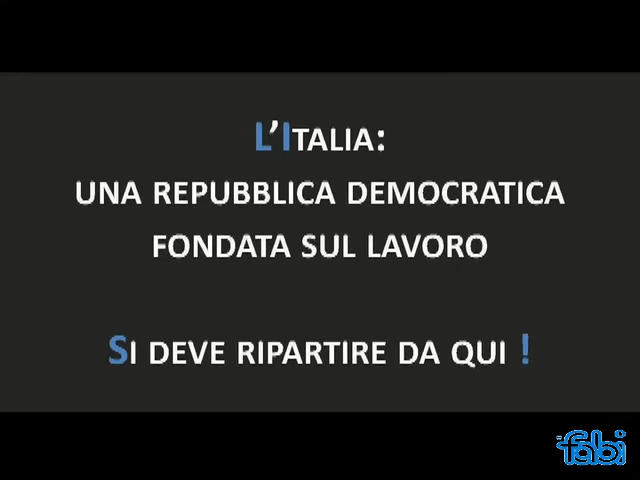 L'ITALIA:
UNA REPUBBLICA DEMOCRATICA
FONDATA SUL LAVORO
SI DEVE RIPARTIRE DA QUI !
fabi